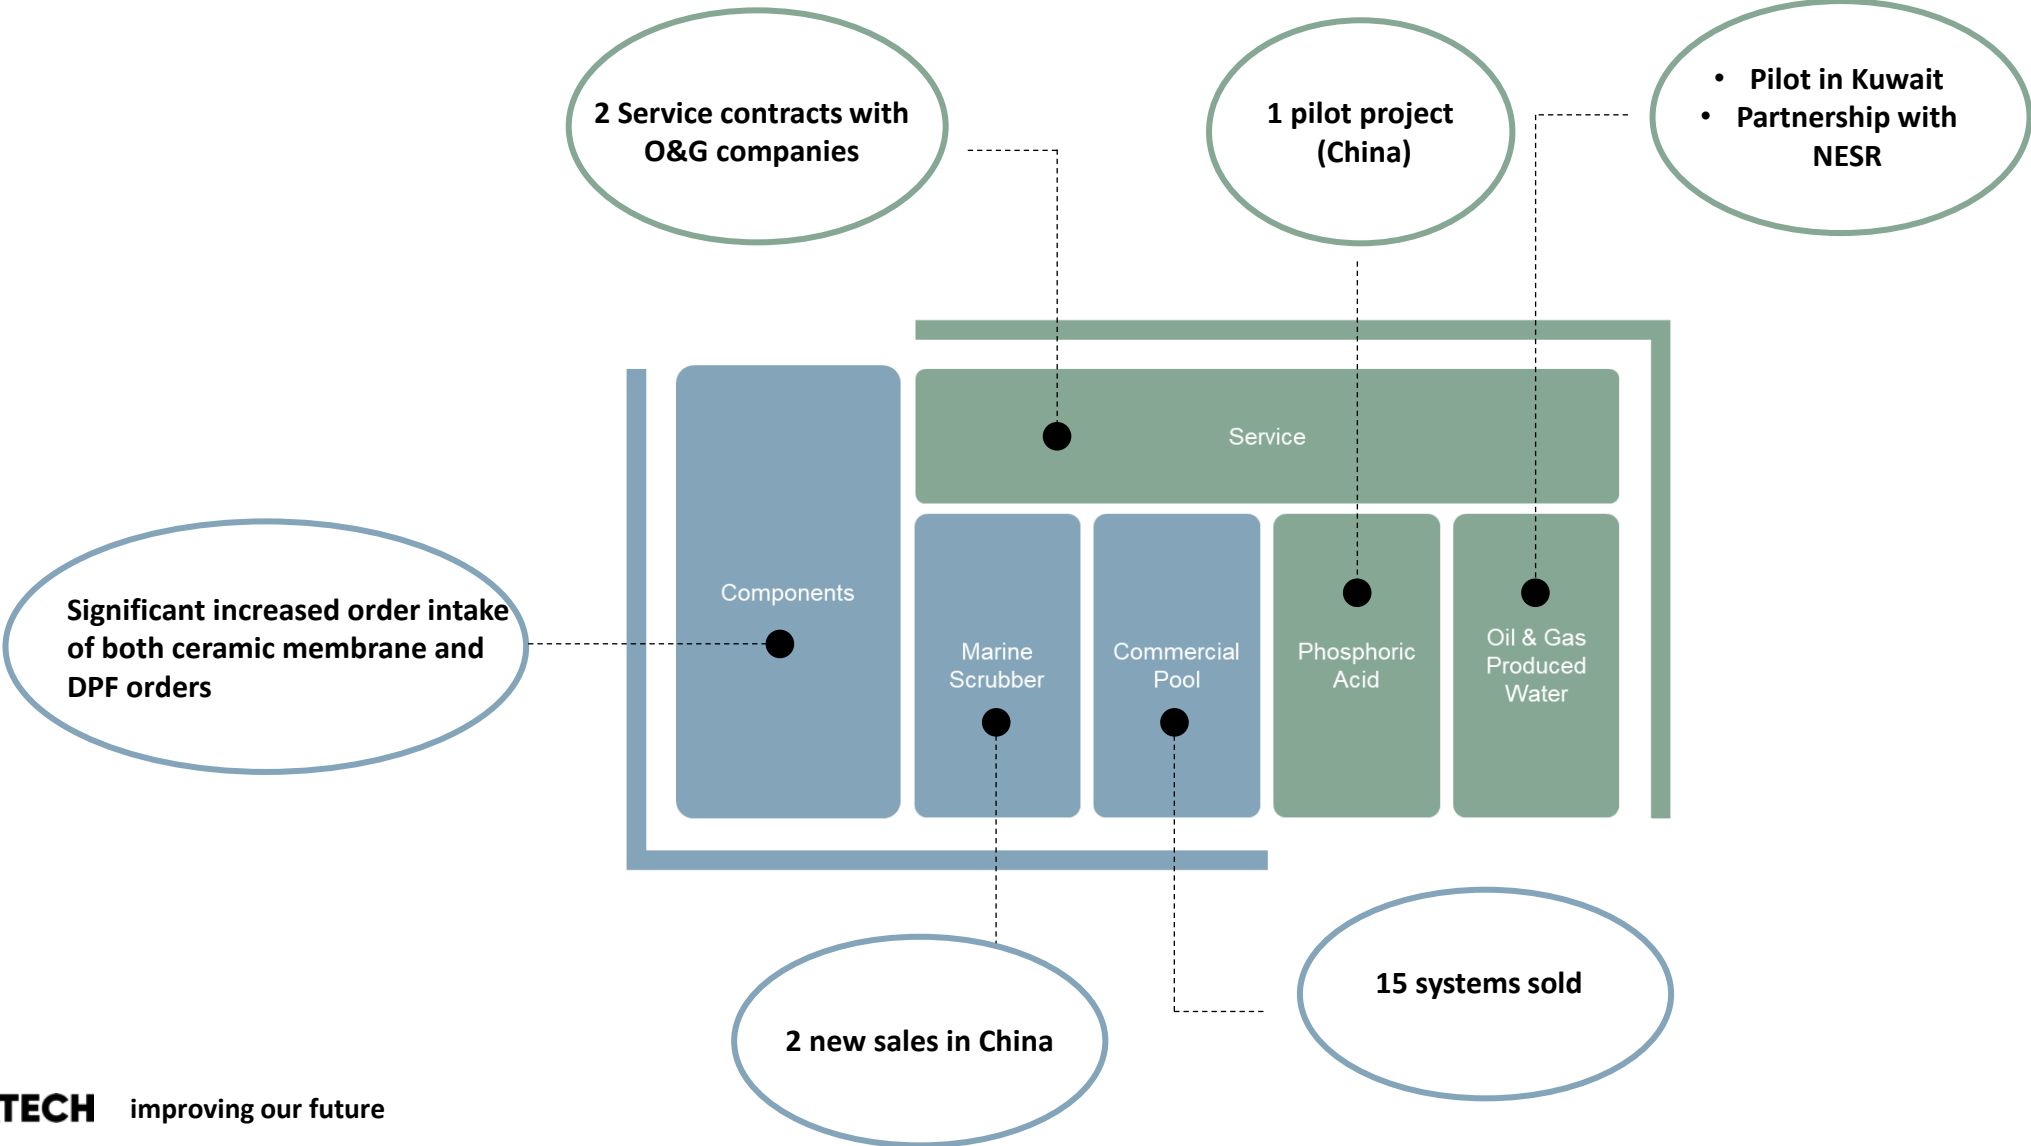 2 Service contracts with
O&G companies
1 pilot project
(China)
• Pilot in Kuwait
• Partnership with
NESR
Service
Components
Significant increased order intake
of both ceramic membrane and
DPF orders
Marine
Scrubber
Commercial
Pool
Phosphoric
Acid
Oil & Gas
Produced
Water
15 systems sold
2 new sales in China
TECH improving our future